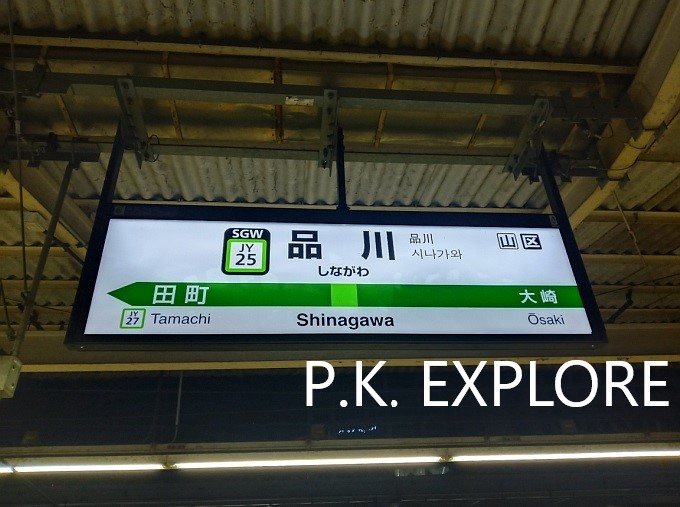 SGW
JY
25
品川
しながわ
品川
시나가와
山 区
田町
大崎
JY
27
Tamachi
Shinagawa
Ōsaki
P.K. EXPLORE